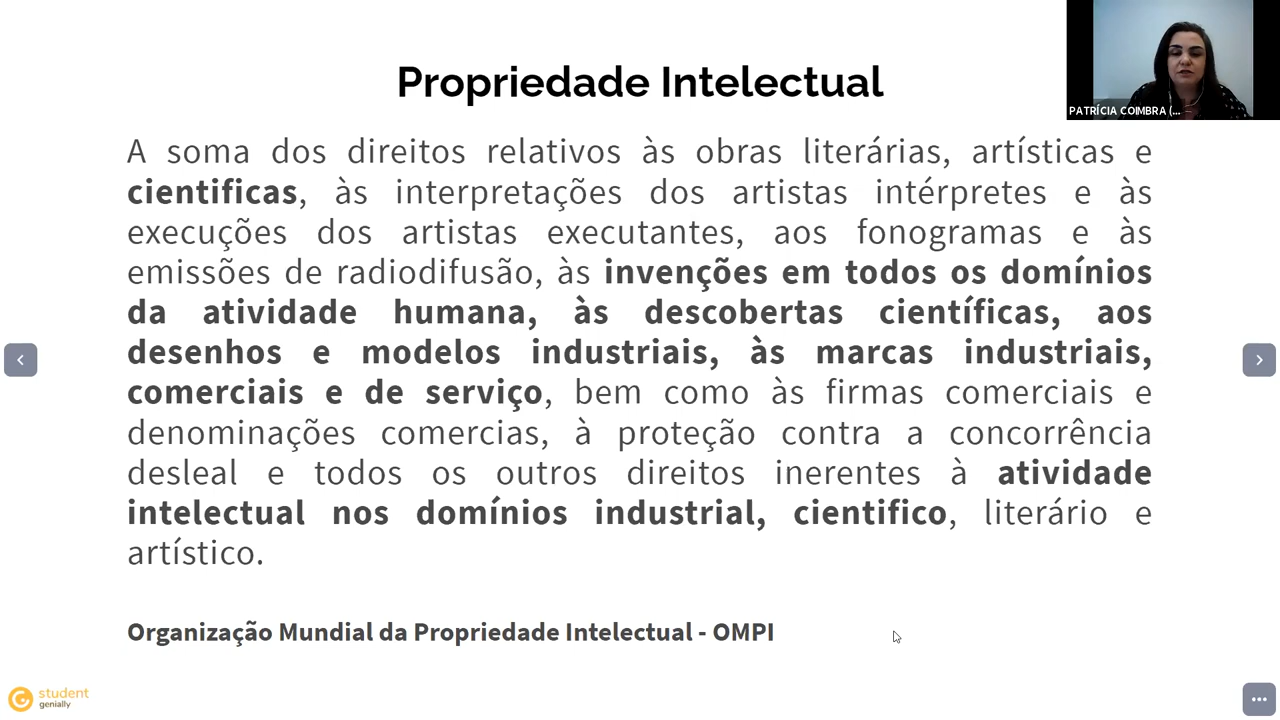 Propriedade Intelectual
PATRÍCIA COIMBRA (...
A soma dos direitos relativos às obras literárias, artísticas e
cientificas, às interpretações dos artistas intérpretes e às
execuções dos artistas executantes, aos fonogramas e às
emissões de radiodifusão, às invenções em todos os domínios
da atividade humana, às descobertas científicas, aos
desenhos e modelos industriais, às marcas industriais,
comerciais e de serviço, bem como às firmas comerciais e
denominações comercias, à proteção contra a concorrência
desleal e todos os outros direitos inerentes à atividade
intelectual nos domínios industrial, cientifico, literário e
artístico.
Organização Mundial da Propriedade Intelectual - OMPI
student
genially